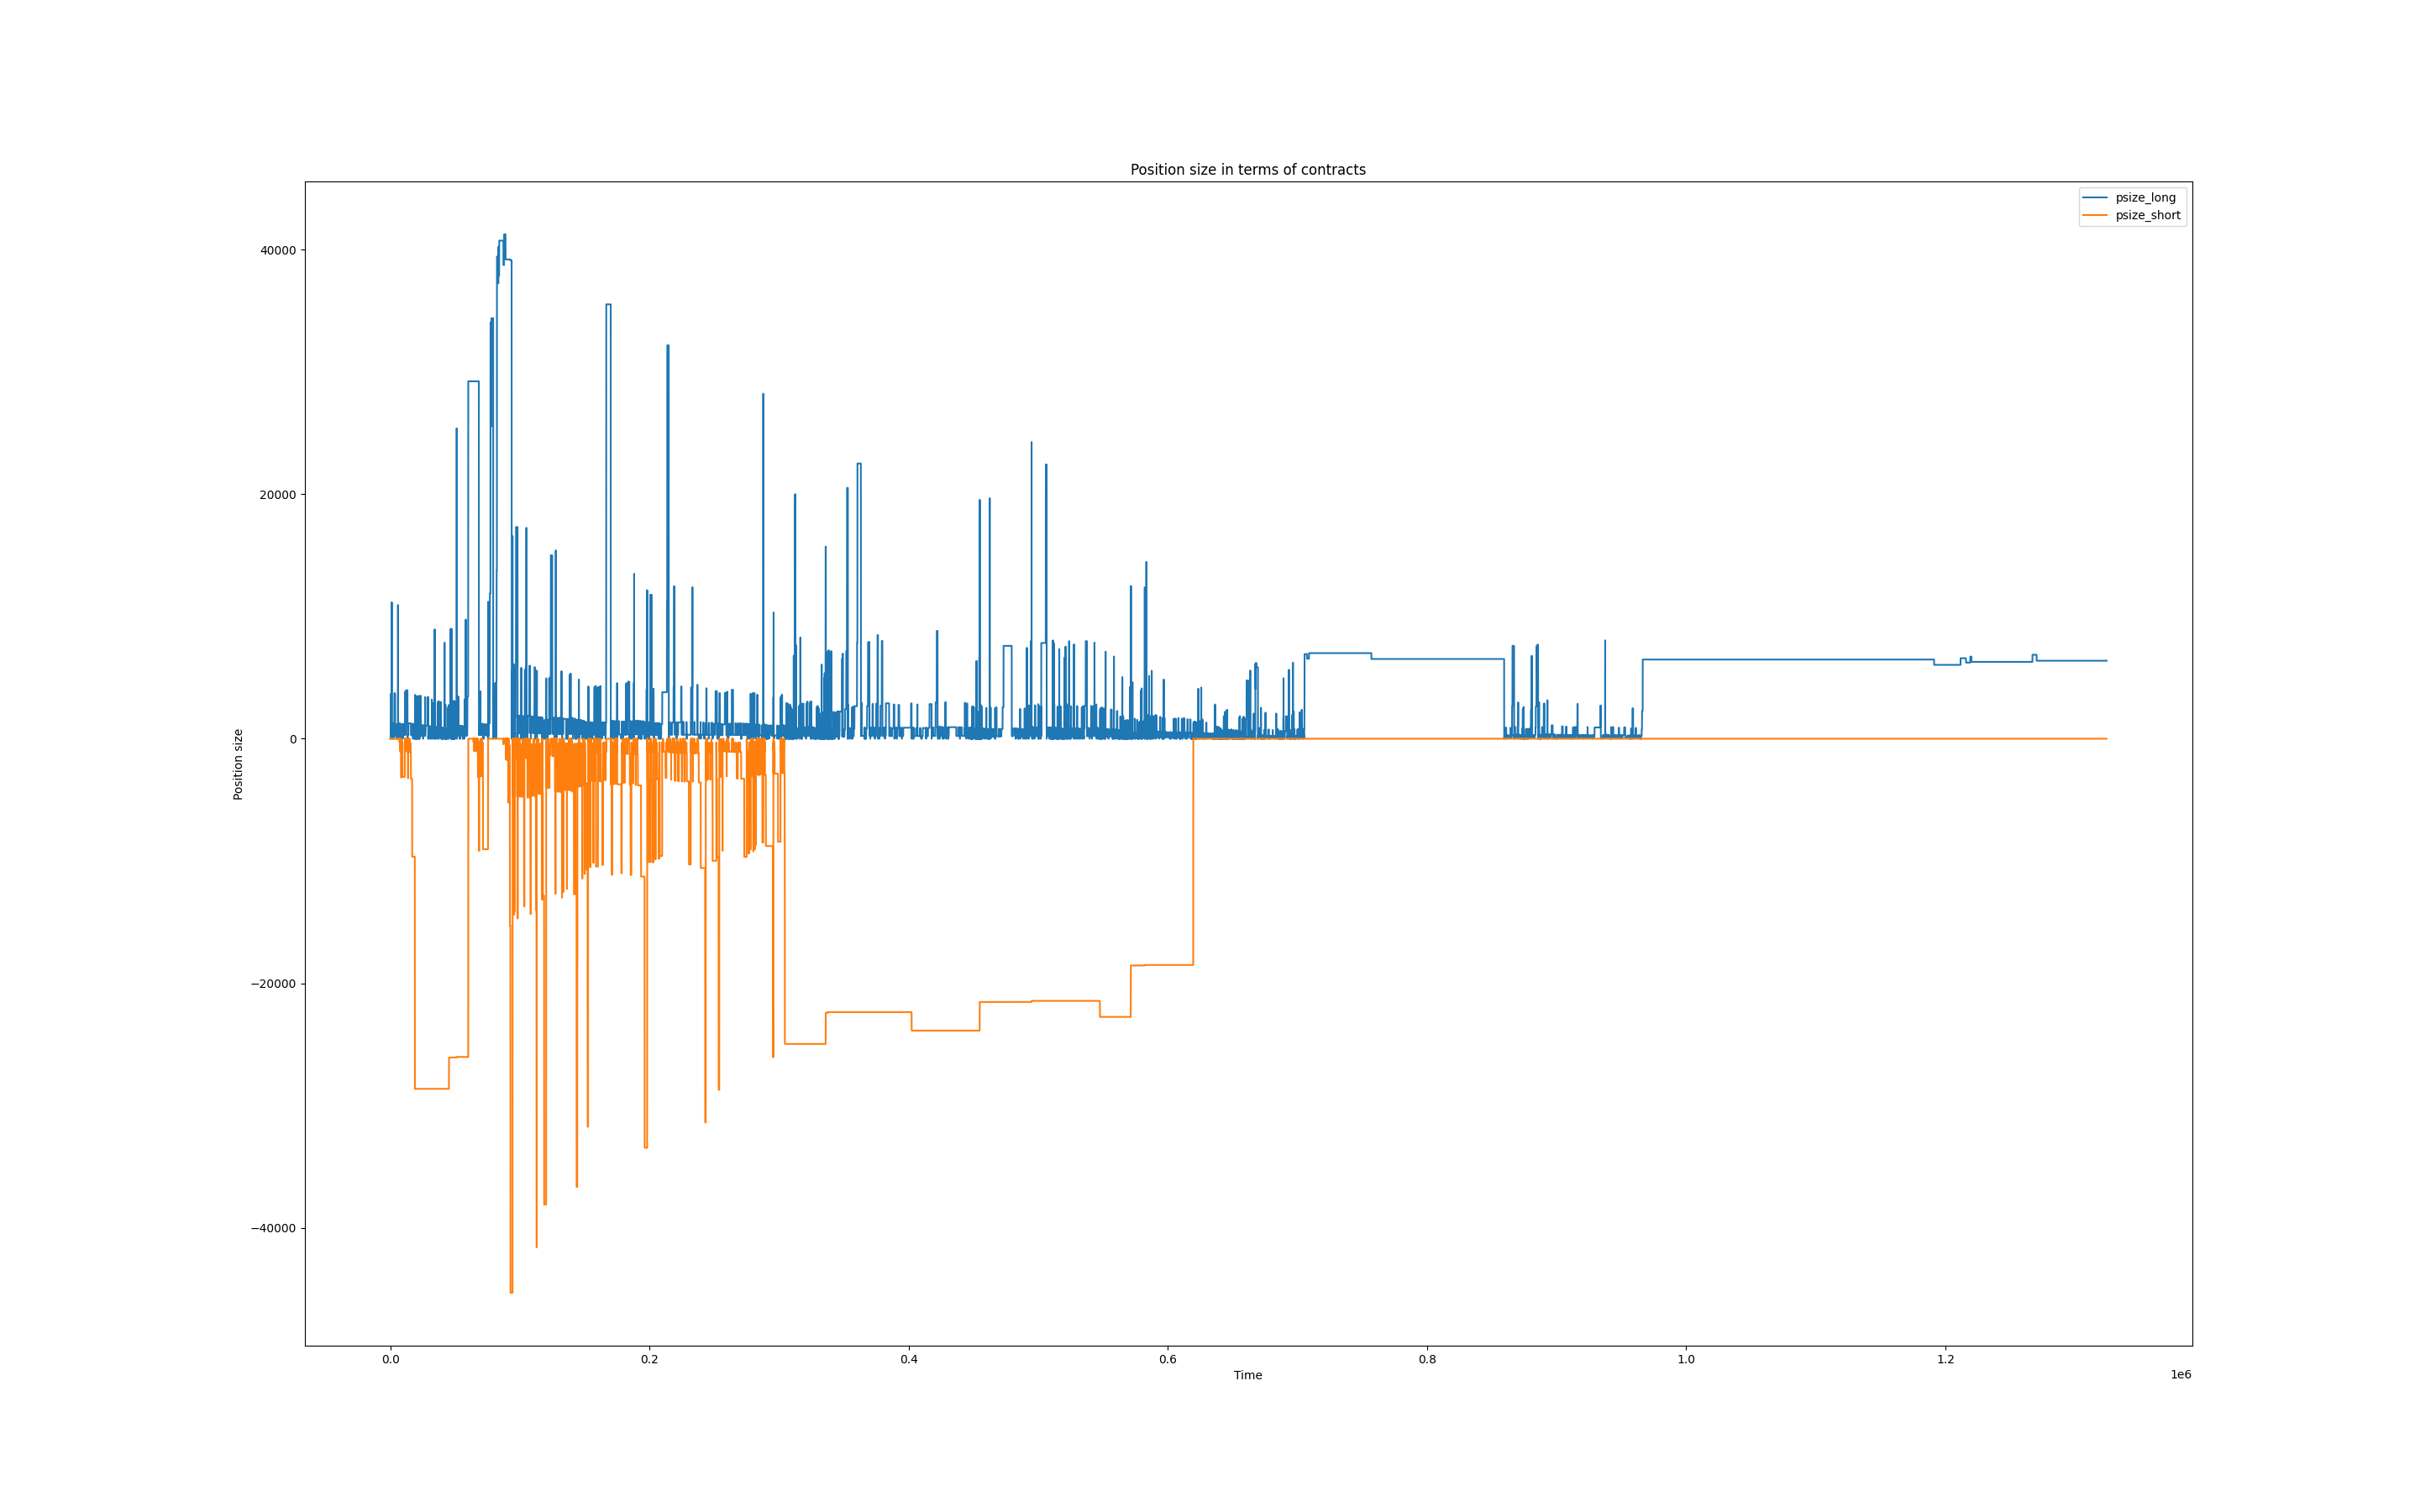 Position size in terms of contracts
psize_long
psize_short
40000
20000
0
−20000
−40000
Position size
0.0
0.2
0.4
0.6
0.8
1.0
1.2
1e6
Time